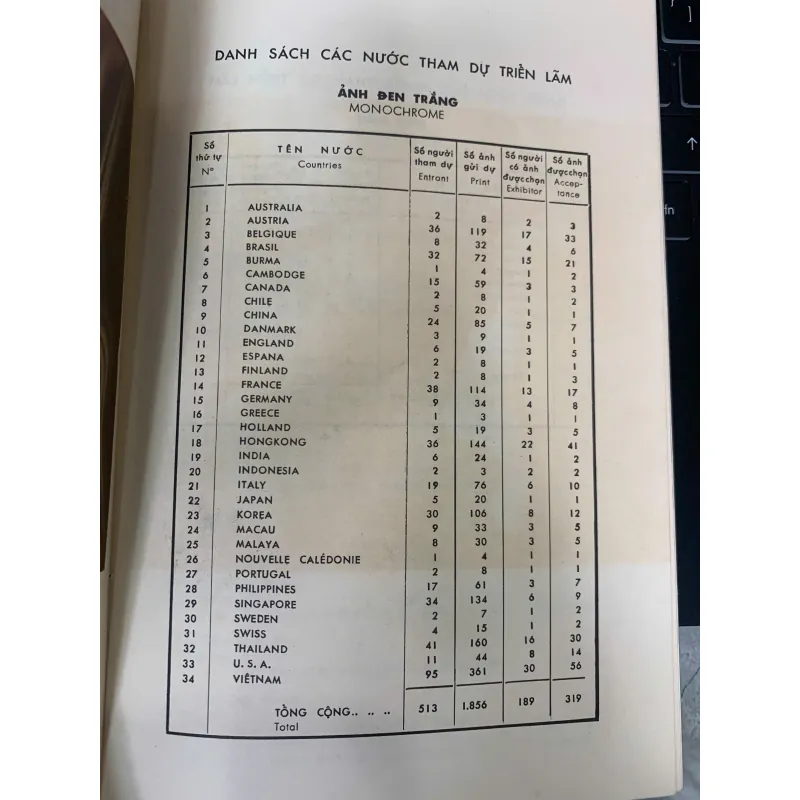 DANH SÁCH CÁC NƯỚC THAM DỰ TRIỀN LÃM
ẢNH ĐEN TRẮNG
MONOCHROME
Số thứ tự N° TÊN NƯỚC Countries Số người tham dự Entrant Số ảnh gửi dự Print Số người có ảnh được chọn Exhibitor Số ảnh được chọn Acceptance
1 AUSTRALIA 2 8 2 3
2 AUSTRIA 36 119 17 33
3 BELGIQUE 8 32 4 6
4 BRASIL 32 72 15 21
5 BURMA 1 4 1 2
6 CAMBODGE 15 59 3 3
7 CANADA 2 8 1 2
8 CHILE 5 20 1 1
9 CHINA 24 85 5 7
10 DANMARK 3 9 1 1
11 ENGLAND 6 19 3 5
12 ESPANA 2 8 1 1
13 FINLAND 2 8 1 3
14 FRANCE 38 114 13 17
15 GERMANY 9 34 4 8
16 GREECE 1 3 1 1
17 HOLLAND 5 19 3 5
18 HONGKONG 36 144 22 41
19 INDIA 6 24 1 2
20 INDONESIA 2 3 2 2
21 ITALY 19 76 6 10
22 JAPAN 5 20 1 1
23 KOREA 30 106 8 12
24 MACAU 9 33 3 5
25 MALAYA 8 30 3 5
26 NOUVELLE CALÉDONIE 1 4 1 1
27 PORTUGAL 2 8 1 1
28 PHILIPPINES 17 61 3 7
29 SINGAPORE 34 134 6 9
30 SWEDEN 2 7 1 2
31 SWISS 4 15 1 2
32 THAILAND 41 160 16 30
33 U. S. A. 11 44 8 14
34 VIÊTNAM 95 361 30 56
TỔNG CỘNG.. .. .. 513 1.856 189 319
Total
fn